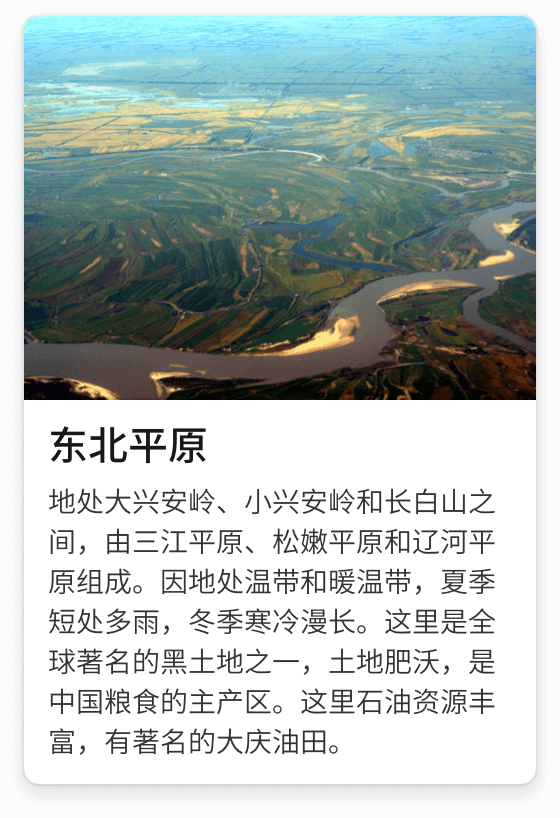 东北平原
地处大兴安岭、小兴安岭和长白山之
间，由三江平原、松嫩平原和辽河平
原组成。因地处温带和暖温带，夏季
短处多雨，冬季寒冷漫长。这里是全
球著名的黑土地之一，土地肥沃，是
中国粮食的主产区。这里石油资源丰
富，有著名的大庆油田。